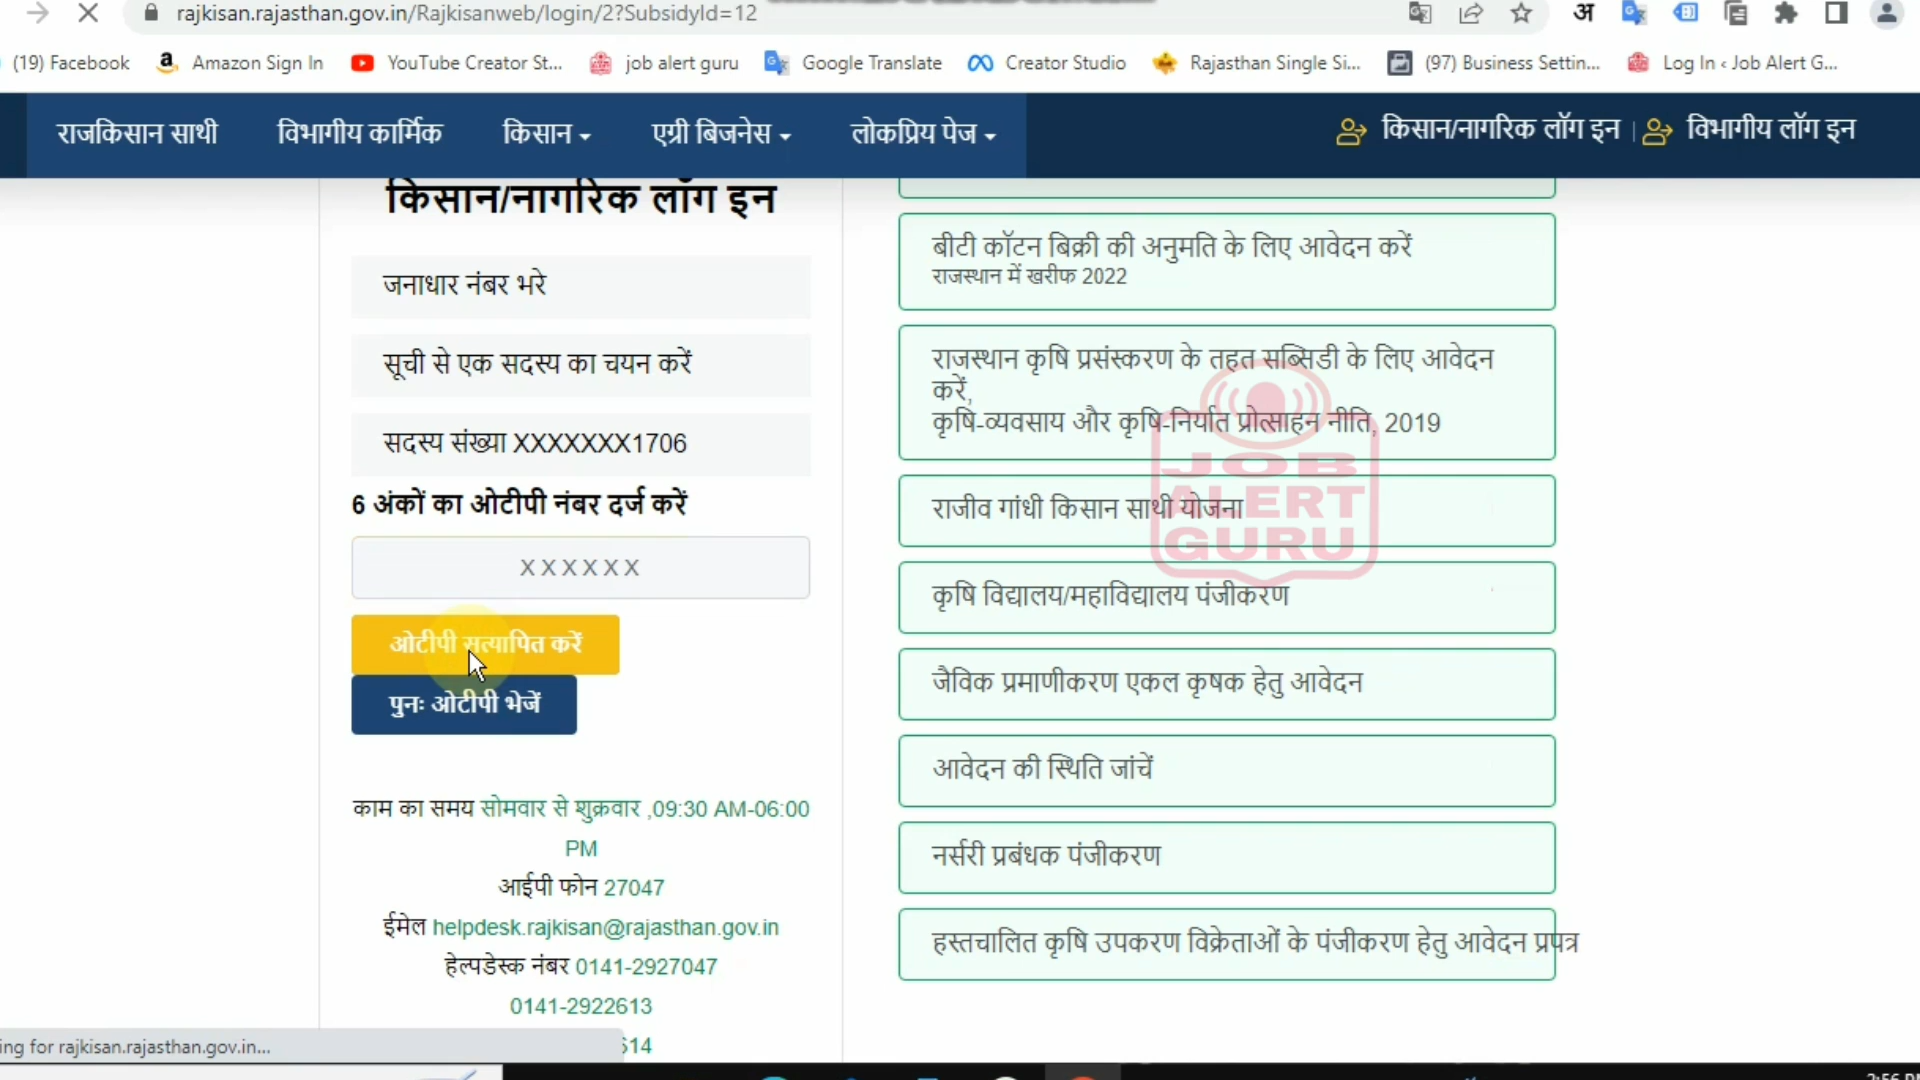 rajkisan.rajasthan.gov.in/Rajkisanweb/login/2?SubsidyId=12
अ
(19) Facebook
Amazon Sign In
YouTube Creator St...
job alert guru
Google Translate
Creator Studio
Rajasthan Single Si...
(97) Business Settin...
Log In ‹ Job Alert G...
राजकिसान साथी
विभागीय कार्मिक
किसान
एग्री बिजनेस
लोकप्रिय पेज
किसान/नागरिक लॉग इन
विभागीय लॉग इन
किसान/नागरिक लॉग इन
जनाधार नंबर भरे
सूची से एक सदस्य का चयन करें
सदस्य संख्या XXXXXXX1706
6 अंकों का ओटीपी नंबर दर्ज करें
XXXXXX
ओटीपी सत्यापित करें
पुनः ओटीपी भेजें
काम का समय सोमवार से शुक्रवार ,09:30 AM-06:00
PM
आईपी फोन 27047
ईमेल helpdesk.rajkisan@rajasthan.gov.in
हेल्पडेस्क नंबर 0141-2927047
0141-2922613
614
बीटी कॉटन बिक्री की अनुमति के लिए आवेदन करें
राजस्थान में खरीफ 2022
राजस्थान कृषि प्रसंस्करण के तहत सब्सिडी के लिए आवेदन
करें,
कृषि-व्यवसाय और कृषि-निर्यात प्रोत्साहन नीति, 2019
राजीव गांधी किसान साथी योजना
कृषि विद्यालय/महाविद्यालय पंजीकरण
जैविक प्रमाणीकरण एकल कृषक हेतु आवेदन
आवेदन की स्थिति जांचें
नर्सरी प्रबंधक पंजीकरण
हस्तचालित कृषि उपकरण विक्रेताओं के पंजीकरण हेतु आवेदन प्रपत्र
JOB
ALERT
GURU
ing for rajkisan.rajasthan.gov.in...